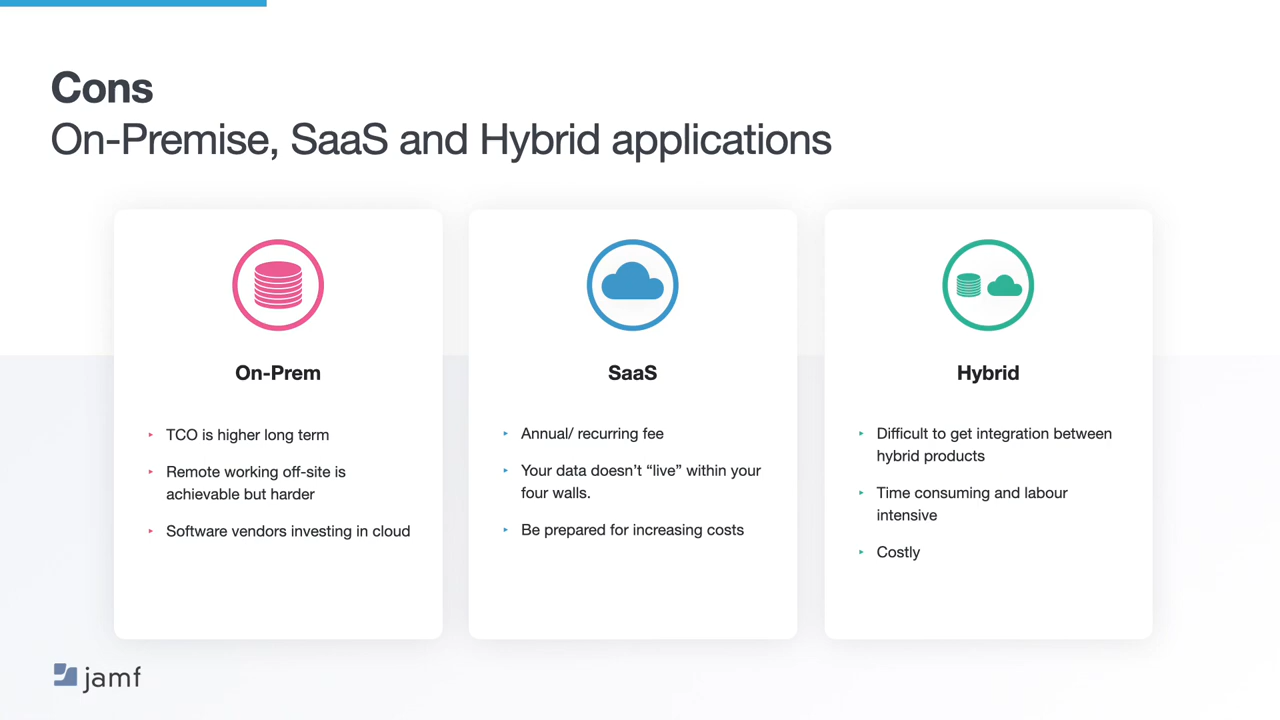 Cons
On-Premise, SaaS and Hybrid applications
On-Prem
‣ TCO is higher long term
‣ Remote working off-site is
achievable but harder
‣ Software vendors investing in cloud
SaaS
‣ Annual/ recurring fee
‣ Your data doesn’t “live” within your
four walls.
‣ Be prepared for increasing costs
Hybrid
‣ Difficult to get integration between
hybrid products
‣ Time consuming and labour
intensive
‣ Costly
jamf